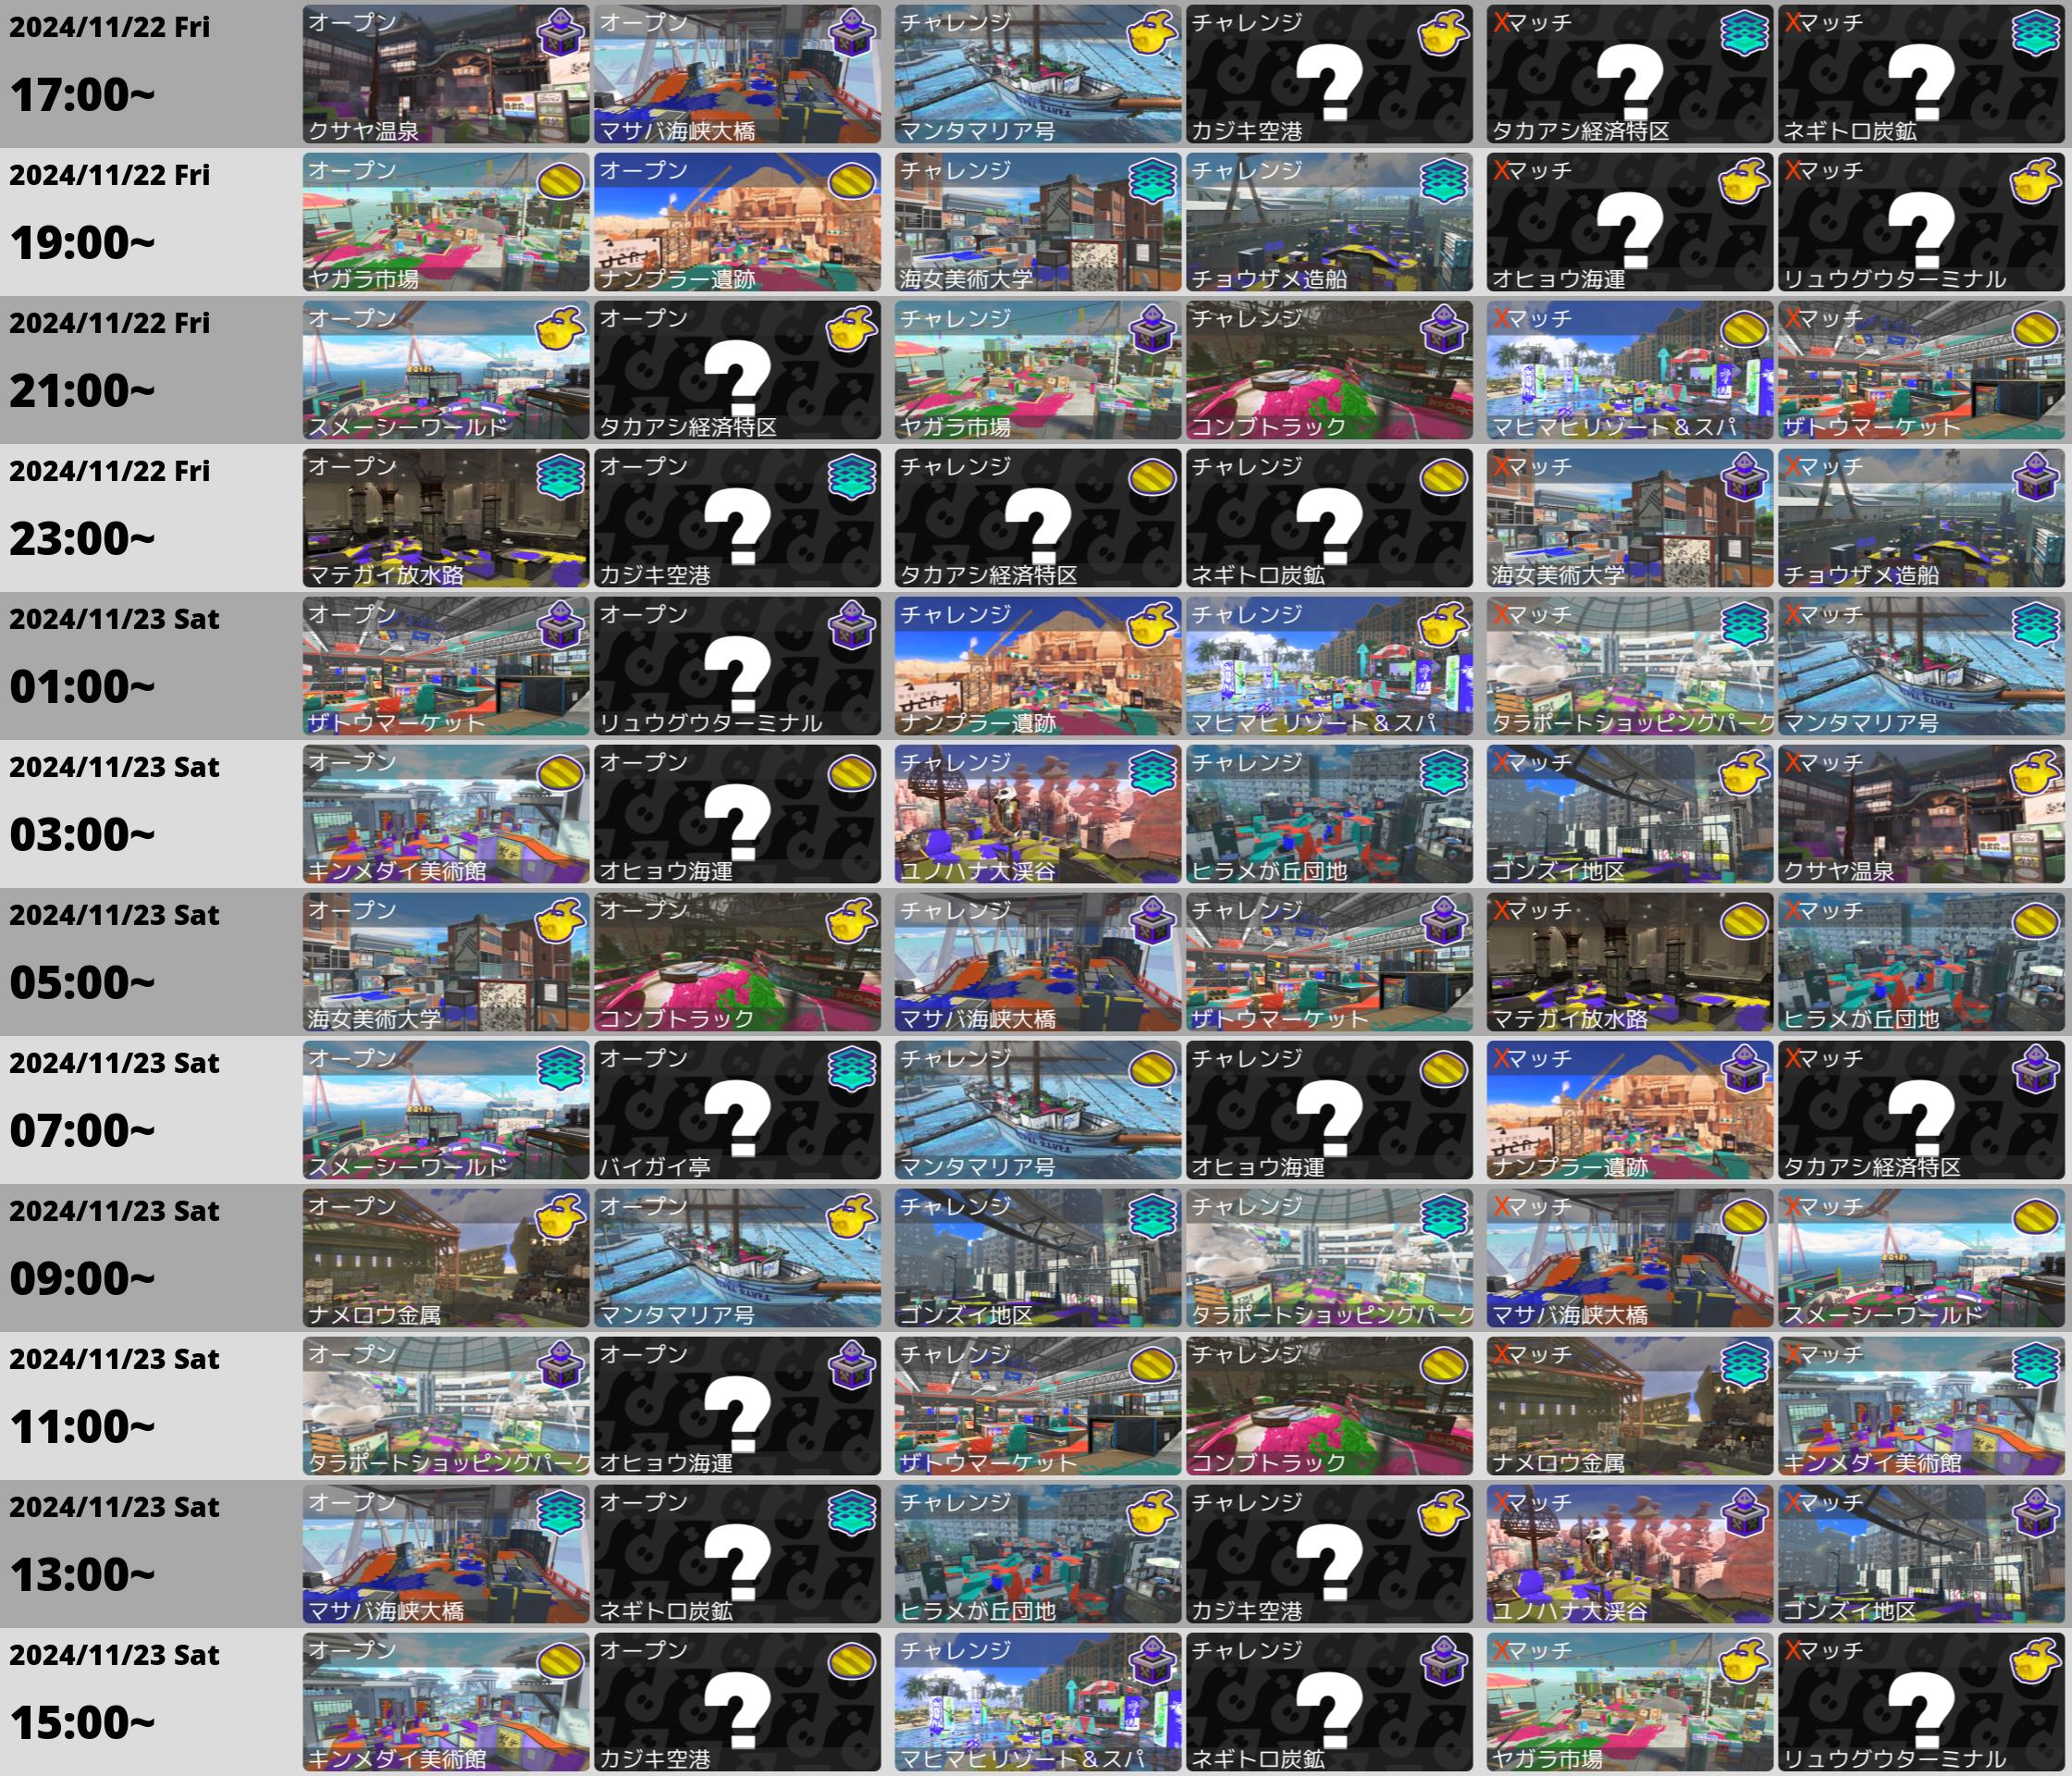 2024/11/22 Fri
17:00~
オープン オープン チャレンジ チャレンジ Xマッチ Xマッチ
クサヤ温泉 マサバ海峡大橋 マンタマリア号 カジキ空港 タカアシ経済特区 ネギトロ炭鉱
2024/11/22 Fri
19:00~
オープン オープン チャレンジ チャレンジ Xマッチ Xマッチ
ヤガラ市場 ナンプラー遺跡 海女美術大学 チョウザメ造船 オヒョウ海運 リュウグウターミナル
2024/11/22 Fri
21:00~
オープン オープン チャレンジ チャレンジ Xマッチ Xマッチ
スメーシーワールド タカアシ経済特区 ヤガラ市場 コンブトラック マヒマヒリゾート＆スパ ザトウマーケット
2024/11/22 Fri
23:00~
オープン オープン チャレンジ チャレンジ Xマッチ Xマッチ
マテガイ放水路 カジキ空港 タカアシ経済特区 ネギトロ炭鉱 海女美術大学 チョウザメ造船
2024/11/23 Sat
01:00~
オープン オープン チャレンジ チャレンジ Xマッチ Xマッチ
ザトウマーケット リュウグウターミナル ナンプラー遺跡 マヒマヒリゾート＆スパ タラポートショッピングパーク マンタマリア号
2024/11/23 Sat
03:00~
オープン オープン チャレンジ チャレンジ Xマッチ Xマッチ
キンメダイ美術館 オヒョウ海運 ユノハナ大渓谷 ヒラメが丘団地 ゴンズイ地区 クサヤ温泉
2024/11/23 Sat
05:00~
オープン オープン チャレンジ チャレンジ Xマッチ Xマッチ
海女美術大学 コンブトラック マサバ海峡大橋 ザトウマーケット マテガイ放水路 ヒラメが丘団地
2024/11/23 Sat
07:00~
オープン オープン チャレンジ チャレンジ Xマッチ Xマッチ
スメーシーワールド バイガイ亭 マンタマリア号 オヒョウ海運 ナンプラー遺跡 タカアシ経済特区
2024/11/23 Sat
09:00~
オープン オープン チャレンジ チャレンジ Xマッチ Xマッチ
ナメロウ金属 マンタマリア号 ゴンズイ地区 タラポートショッピングパーク マサバ海峡大橋 スメーシーワールド
2024/11/23 Sat
11:00~
オープン オープン チャレンジ チャレンジ Xマッチ Xマッチ
タラポートショッピングパーク オヒョウ海運 ザトウマーケット コンブトラック ナメロウ金属 キンメダイ美術館
2024/11/23 Sat
13:00~
オープン オープン チャレンジ チャレンジ Xマッチ Xマッチ
マサバ海峡大橋 ネギトロ炭鉱 ヒラメが丘団地 カジキ空港 ユノハナ大渓谷 ゴンズイ地区
2024/11/23 Sat
15:00~
オープン オープン チャレンジ チャレンジ Xマッチ Xマッチ
キンメダイ美術館 カジキ空港 マヒマヒリゾート＆スパ ネギトロ炭鉱 ヤガラ市場 リュウグウターミナル